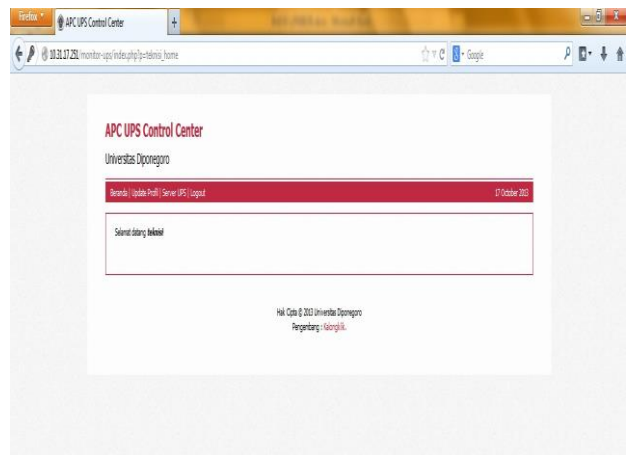 Firefox
APC UPS Control Center
10.31.17.251/monitor-ups/index.php?p=teknis_home
Google
APC UPS Control Center
Universitas Diponegoro
Beranda | Update Profil | Server UPS | Logout
17 October 2013
Selamat datang teknisi!
Hak Cipta © 2013 Universitas Diponegoro
Pengembang : Kalongklik.